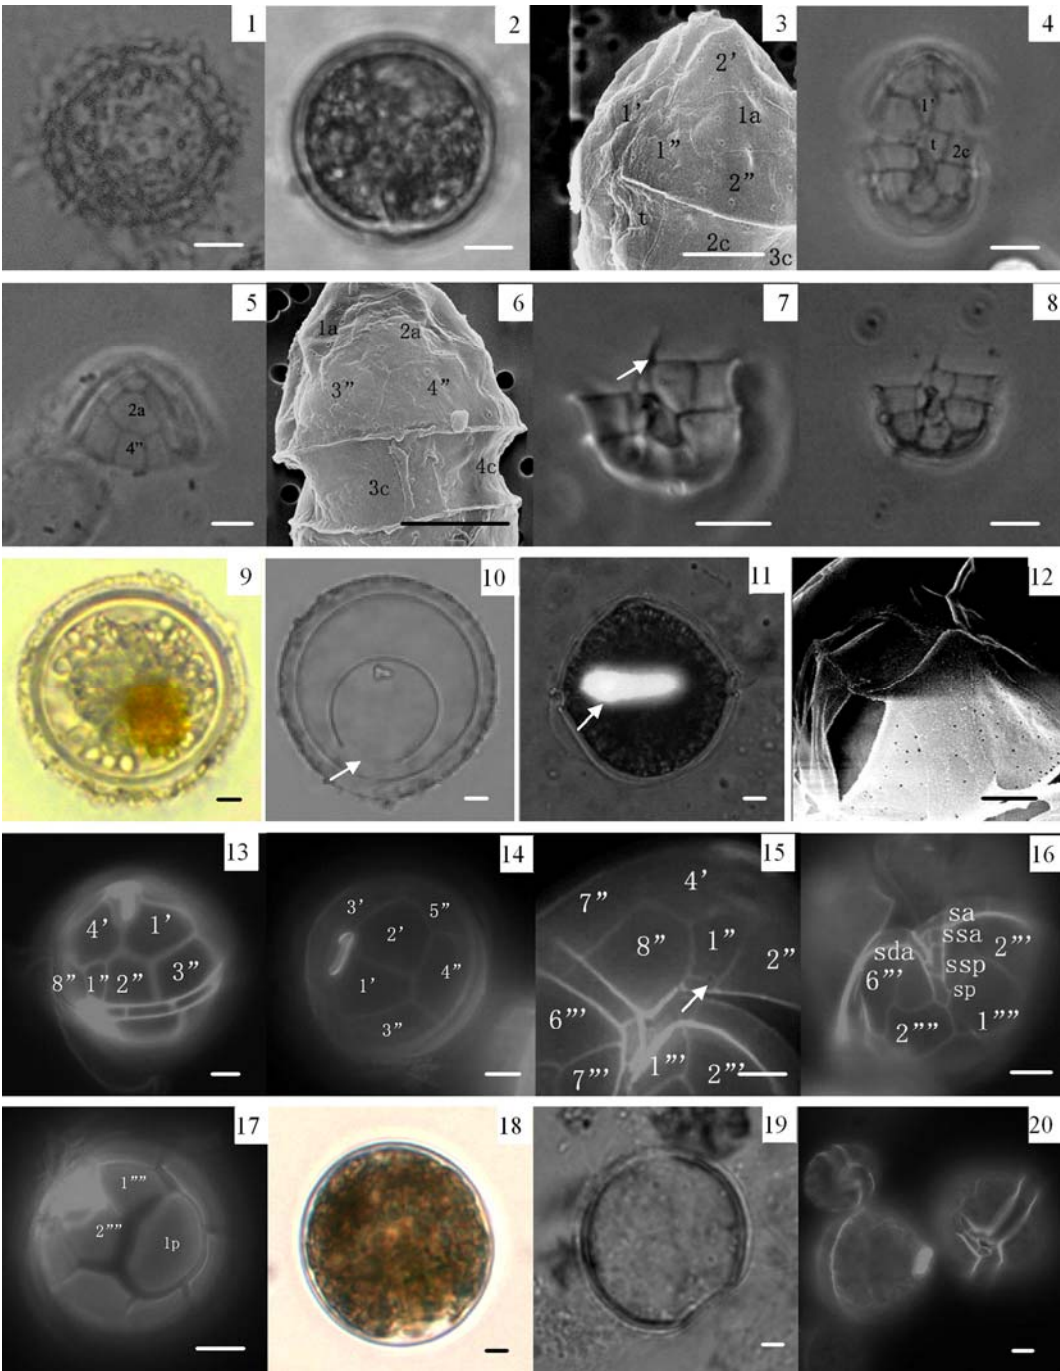 1
2
3
2’
1’
1a
1”
2”
t
2c
3c
4
1’
t
2c
5
2a
4”
6
1a
2a
3”
4”
3c
4c
7
8
9
10
11
12
13
4’ 1’
8” 1” 2” 3”
14
3’ 5”
2’
1’ 4”
3”
15
7” 4’
8” 1” 2”
6”’
7”’ 1”’ 2”’
16
sa
ssa
sda 2”’
6”’ ssp
sp
2”” 1””
17
1””
2”” 1p
18
19
20